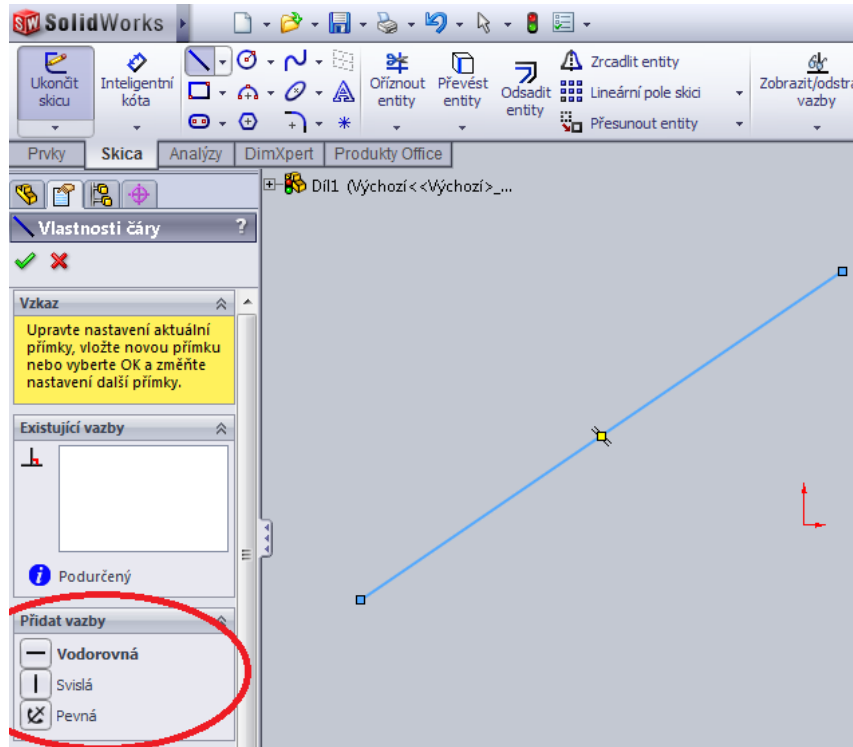 SolidWorks
Ukončit skicu
Inteligentní kóta
Oříznout entity
Převést entity
Odsadit entity
Zrcadlit entity
Lineární pole skici
Přesunout entity
Zobrazit/odstra vazby
Prvky Skica Analýzy DimXpert Produkty Office
Díl1 (Výchozí<<Výchozí>_...
Vlastnosti čáry ?
Vzkaz
Upravte nastavení aktuální
přímky, vložte novou přímku
nebo vyberte OK a změňte
nastavení další přímky.
Existující vazby
Podurčený
Přidat vazby
Vodorovná
Svislá
Pevná